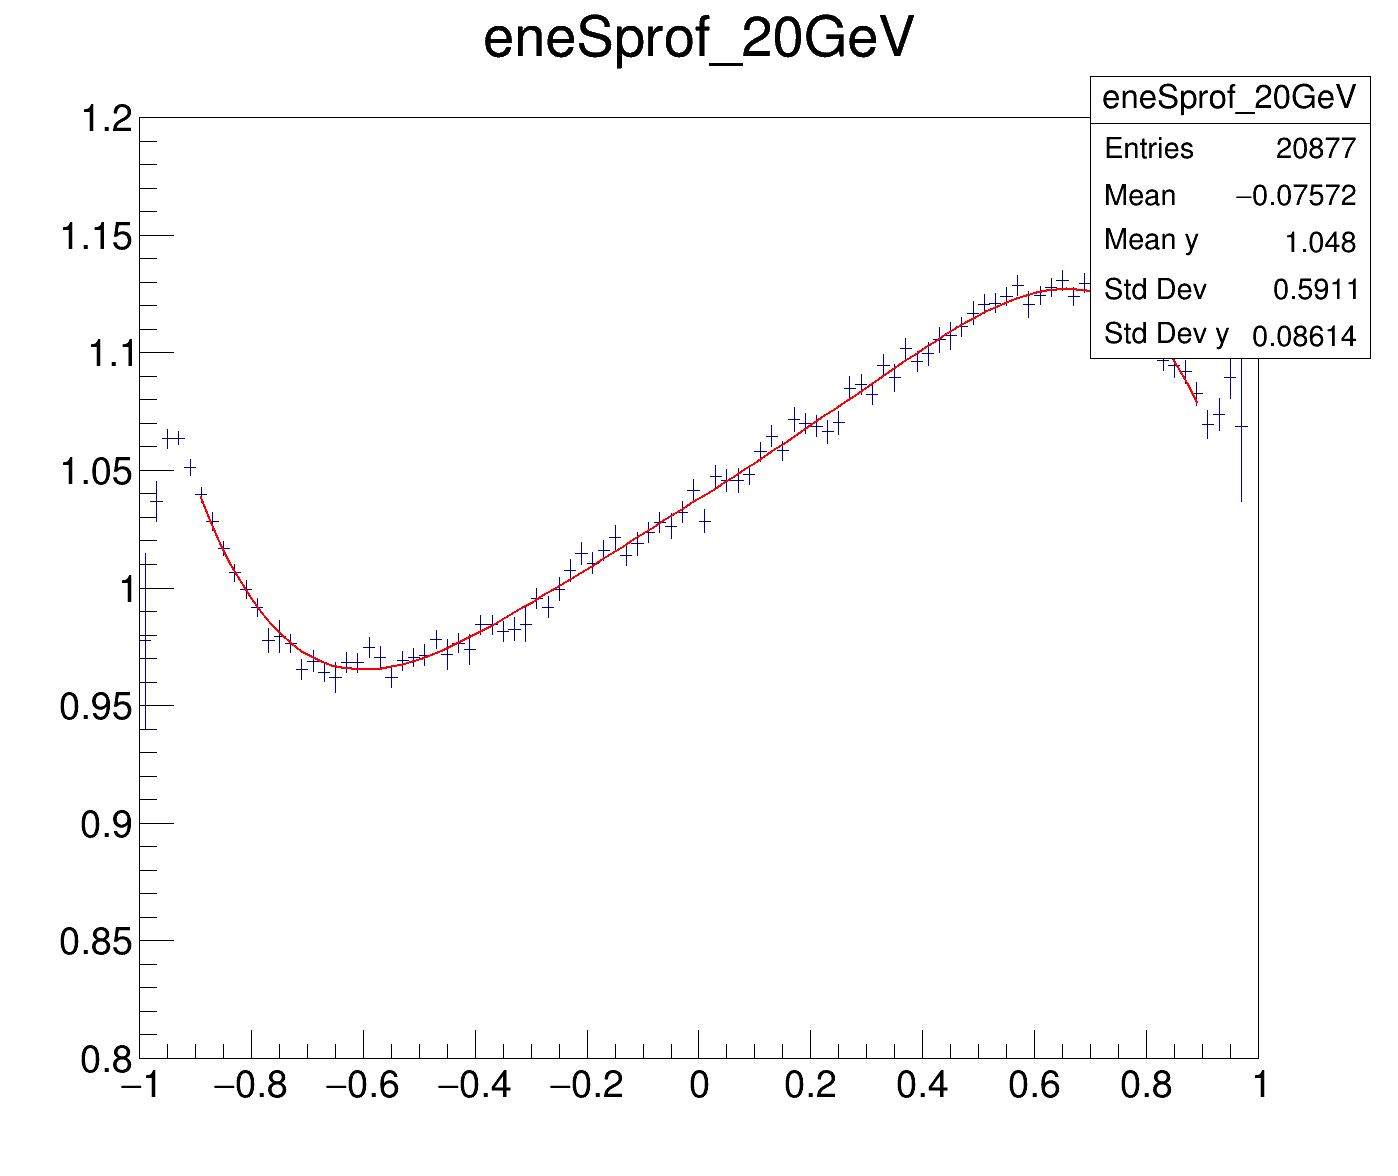 eneSprof_20GeV
eneSprof_20GeV
Entries 20877
Mean −0.07572
Mean y 1.048
Std Dev 0.5911
Std Dev y 0.08614
1.2
1.15
1.1
1.05
1
0.95
0.9
0.85
0.8
−1 −0.8 −0.6 −0.4 −0.2 0 0.2 0.4 0.6 0.8 1